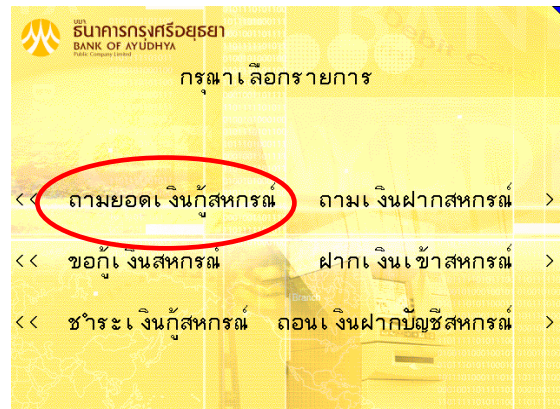 บมจ.
ธนาคารกรุงศรีอยุธยา
BANK OF AYUDHYA
Public Company Limited
กรุณาเลือกรายการ
<< ถามยอดเงินกู้สหกรณ์ ถามเงินฝากสหกรณ์ >
<< ขอกู้เงินสหกรณ์ ฝากเงินเข้าสหกรณ์ >
<< ชำระเงินกู้สหกรณ์ ถอนเงินฝากบัญชีสหกรณ์ >
Branch